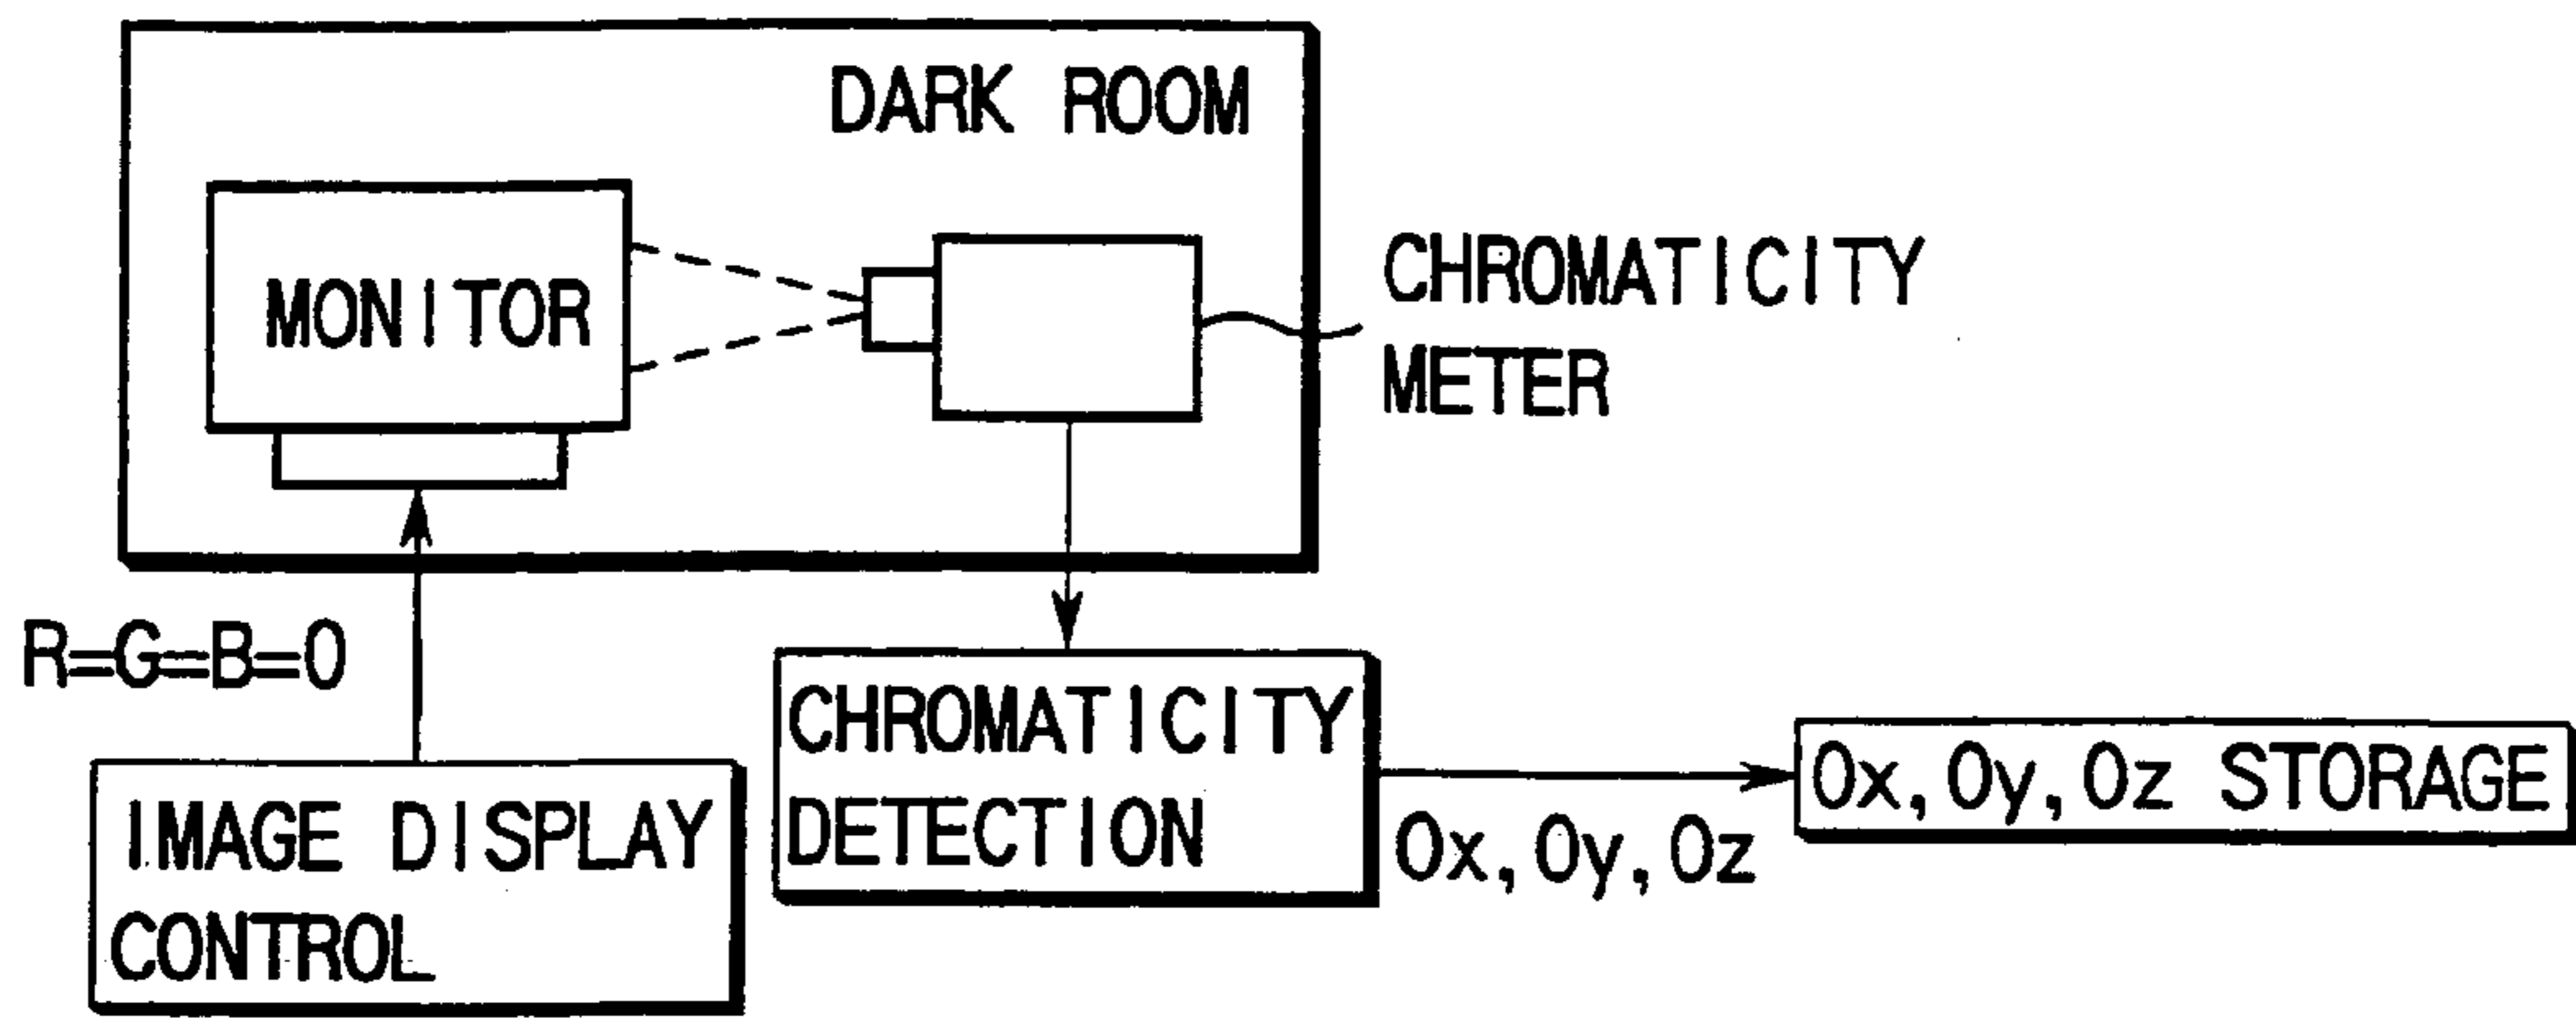 DARK ROOM
MONITOR
CHROMATICITY
METER
R=G=B=0
IMAGE DISPLAY
CONTROL
CHROMATICITY
DETECTION
0x, 0y, 0z
0x, 0y, 0z STORAGE